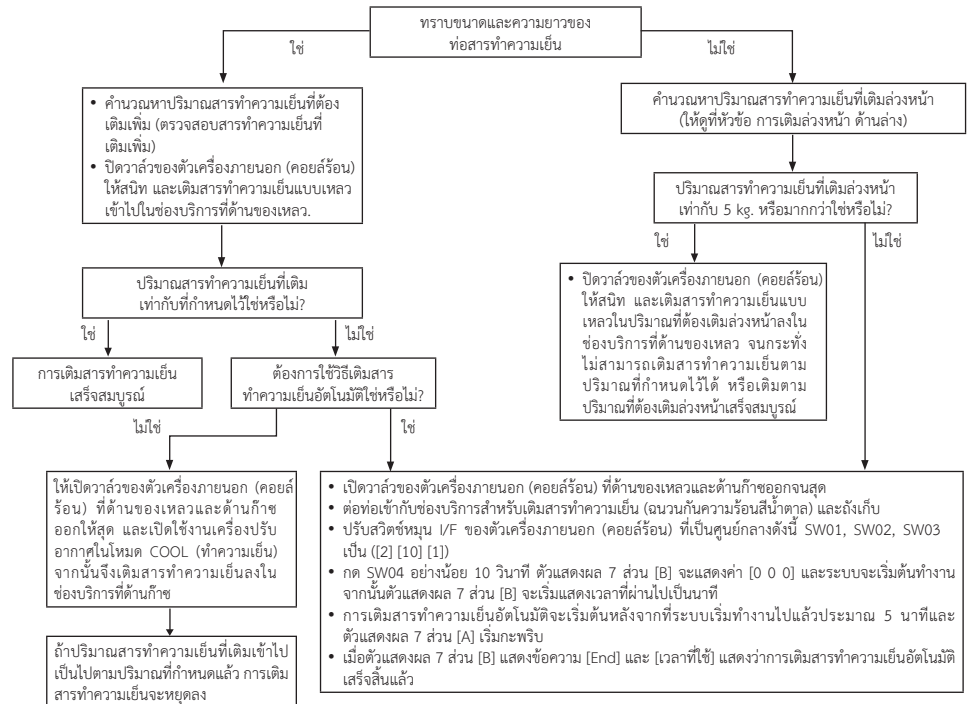 ทราบขนาดและความยาวของ
ท่อสารทำความเย็น
ใช่
ไม่ใช่
• คำนวณหาปริมาณสารทำความเย็นที่ต้อง
เติมเพิ่ม (ตรวจสอบสารทำความเย็นที่
เติมเพิ่ม)
• ปิดวาล์วของตัวเครื่องภายนอก (คอยล์ร้อน)
ให้สนิท และเติมสารทำความเย็นแบบเหลว
เข้าไปในช่องบริการที่ด้านของเหลว.
คำนวณหาปริมาณสารทำความเย็นที่เติมล่วงหน้า
(ให้ดูที่หัวข้อ การเติมล่วงหน้า ด้านล่าง)
ปริมาณสารทำความเย็นที่เติมล่วงหน้า
เท่ากับ 5 kg. หรือมากกว่าใช่หรือไม่?
ใช่
ไม่ใช่
ปริมาณสารทำความเย็นที่เติม
เท่ากับที่กำหนดไว้ใช่หรือไม่?
• ปิดวาล์วของตัวเครื่องภายนอก (คอยล์ร้อน)
ให้สนิท และเติมสารทำความเย็นแบบ
เหลวในปริมาณที่ต้องเติมล่วงหน้าลงใน
ช่องบริการที่ด้านของเหลว จนกระทั่ง
ไม่สามารถเติมสารทำความเย็นตาม
ปริมาณที่กำหนดไว้ได้ หรือเติมตาม
ปริมาณที่ต้องเติมล่วงหน้าเสร็จสมบูรณ์
ใช่
ไม่ใช่
การเติมสารทำความเย็น
เสร็จสมบูรณ์
ต้องการใช้วิธีเติมสาร
ทำความเย็นอัตโนมัติใช่หรือไม่?
ไม่ใช่
ใช่
ให้เปิดวาล์วของตัวเครื่องภายนอก (คอยล์
ร้อน) ที่ด้านของเหลวและด้านก๊าซ
ออกให้สุด และเปิดใช้งานเครื่องปรับ
อากาศในโหมด COOL (ทำความเย็น)
จากนั้นจึงเติมสารทำความเย็นลงใน
ช่องบริการที่ด้านก๊าซ
ถ้าปริมาณสารทำความเย็นที่เติมเข้าไป
เป็นไปตามปริมาณที่กำหนดแล้ว การเติม
สารทำความเย็นจะหยุดลง
• เปิดวาล์วของตัวเครื่องภายนอก (คอยล์ร้อน) ที่ด้านของเหลวและด้านก๊าซออกจนสุด
• ต่อท่อเข้ากับช่องบริการสำหรับเติมสารทำความเย็น (ฉนวนกันความร้อนสีน้ำตาล) และถังเก็บ
• ปรับสวิตช์หมุน I/F ของตัวเครื่องภายนอก (คอยล์ร้อน) ที่เป็นศูนย์กลางดังนี้ SW01, SW02, SW03
เป็น ([2] [10] [1])
• กด SW04 อย่างน้อย 10 วินาที ตัวแสดงผล 7 ส่วน [B] จะแสดงค่า [0 0 0] และระบบจะเริ่มต้นทำงาน
จากนั้นตัวแสดงผล 7 ส่วน [B] จะเริ่มแสดงเวลาที่ผ่านไปเป็นนาที
• การเติมสารทำความเย็นอัตโนมัติจะเริ่มต้นหลังจากที่ระบบเริ่มทำงานไปแล้วประมาณ 5 นาทีและ
ตัวแสดงผล 7 ส่วน [A] เริ่มกะพริบ
• เมื่อตัวแสดงผล 7 ส่วน [B] แสดงข้อความ [End] และ [เวลาที่ใช้] แสดงว่าการเติมสารทำความเย็นอัตโนมัติ
เสร็จสิ้นแล้ว